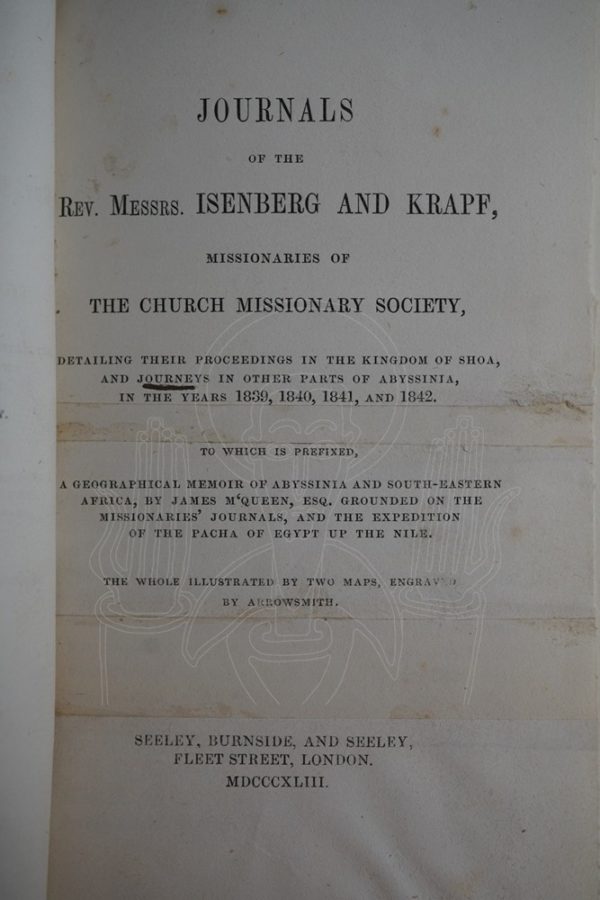 JOURNALS
OF THE
REV. MESSRS. ISENBERG AND KRAPF,
MISSIONARIES OF
THE CHURCH MISSIONARY SOCIETY,
DETAILING THEIR PROCEEDINGS IN THE KINGDOM OF SHOA,
AND JOURNEYS IN OTHER PARTS OF ABYSSINIA,
IN THE YEARS 1839, 1840, 1841, AND 1842.
TO WHICH IS PREFIXED,
A GEOGRAPHICAL MEMOIR OF ABYSSINIA AND SOUTH-EASTERN
AFRICA, BY JAMES M‘QUEEN, ESQ. GROUNDED ON THE
MISSIONARIES' JOURNALS, AND THE EXPEDITION
OF THE PACHA OF EGYPT UP THE NILE.
THE WHOLE ILLUSTRATED BY TWO MAPS, ENGRAVED
BY ARROWSMITH.
SEELEY, BURNSIDE, AND SEELEY,
FLEET STREET, LONDON.
MDCCCXLIII.